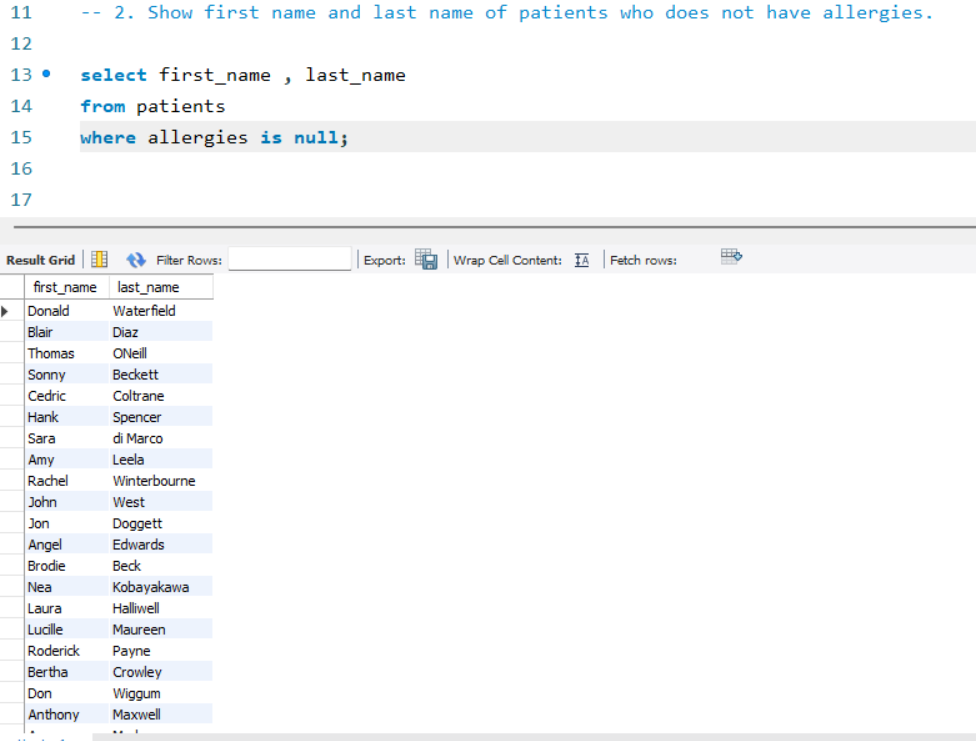 11 -- 2. Show first name and last name of patients who does not have allergies.
12
13 select first_name , last_name
14 from patients
15 where allergies is null;
16
17
Result Grid Filter Rows: Export: Wrap Cell Content: IA Fetch rows:
first_name last_name
Donald Waterfield
Blair Diaz
Thomas ONeill
Sonny Beckett
Cedric Coltrane
Hank Spencer
Sara di Marco
Amy Leela
Rachel Winterbourne
John West
Jon Doggett
Angel Edwards
Brodie Beck
Nea Kobayakawa
Laura Halliwell
Lucille Maureen
Roderick Payne
Bertha Crowley
Don Wiggum
Anthony Maxwell